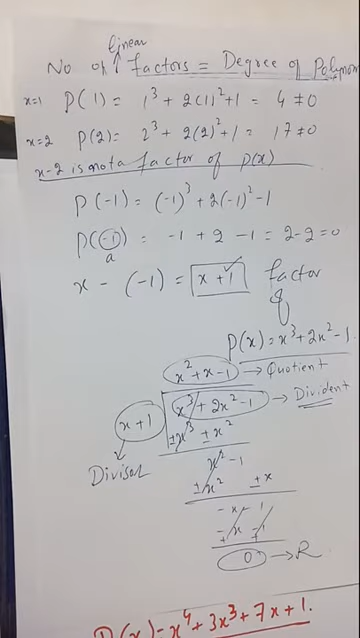 linear
No of ↑ factors = Degree of Polynom
x=1 P(1) = 1³ + 2(1)² + 1 = 4 ≠ 0
x=2 P(2) = 2³ + 2(2)² + 1 = 17 ≠ 0
x-2 is not a factor of P(x)
P(-1) = (-1)³ + 2(-1)² - 1
P(-1) = -1 + 2 - 1 = 2-2 = 0
a
x - (-1) = x+1 factor
of
P(x) = x³ + 2x² - 1.
x² + x - 1 → Quotient
x + 1 x³ + 2x² - 1 → Divident
±x³ ± x²
Divisor x² - 1
±x² ±x
-x - 1
-x - 1
+ +
0 → R
P(x) = x⁴ + 3x³ + 7x + 1.